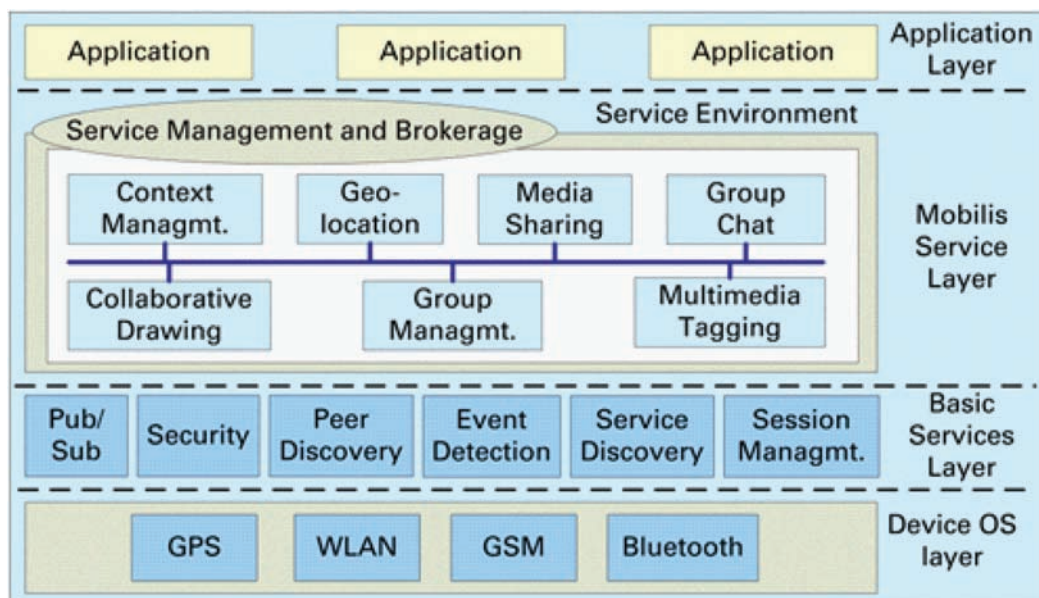 Application
Application
Application
Application
Layer
Service Management and Brokerage
Service Environment
Context
Managmt.
Geo-
location
Media
Sharing
Group
Chat
Collaborative
Drawing
Group
Managmt.
Multimedia
Tagging
Mobilis
Service
Layer
Pub/
Sub
Security
Peer
Discovery
Event
Detection
Service
Discovery
Session
Managmt.
Basic
Services
Layer
GPS
WLAN
GSM
Bluetooth
Device OS
layer